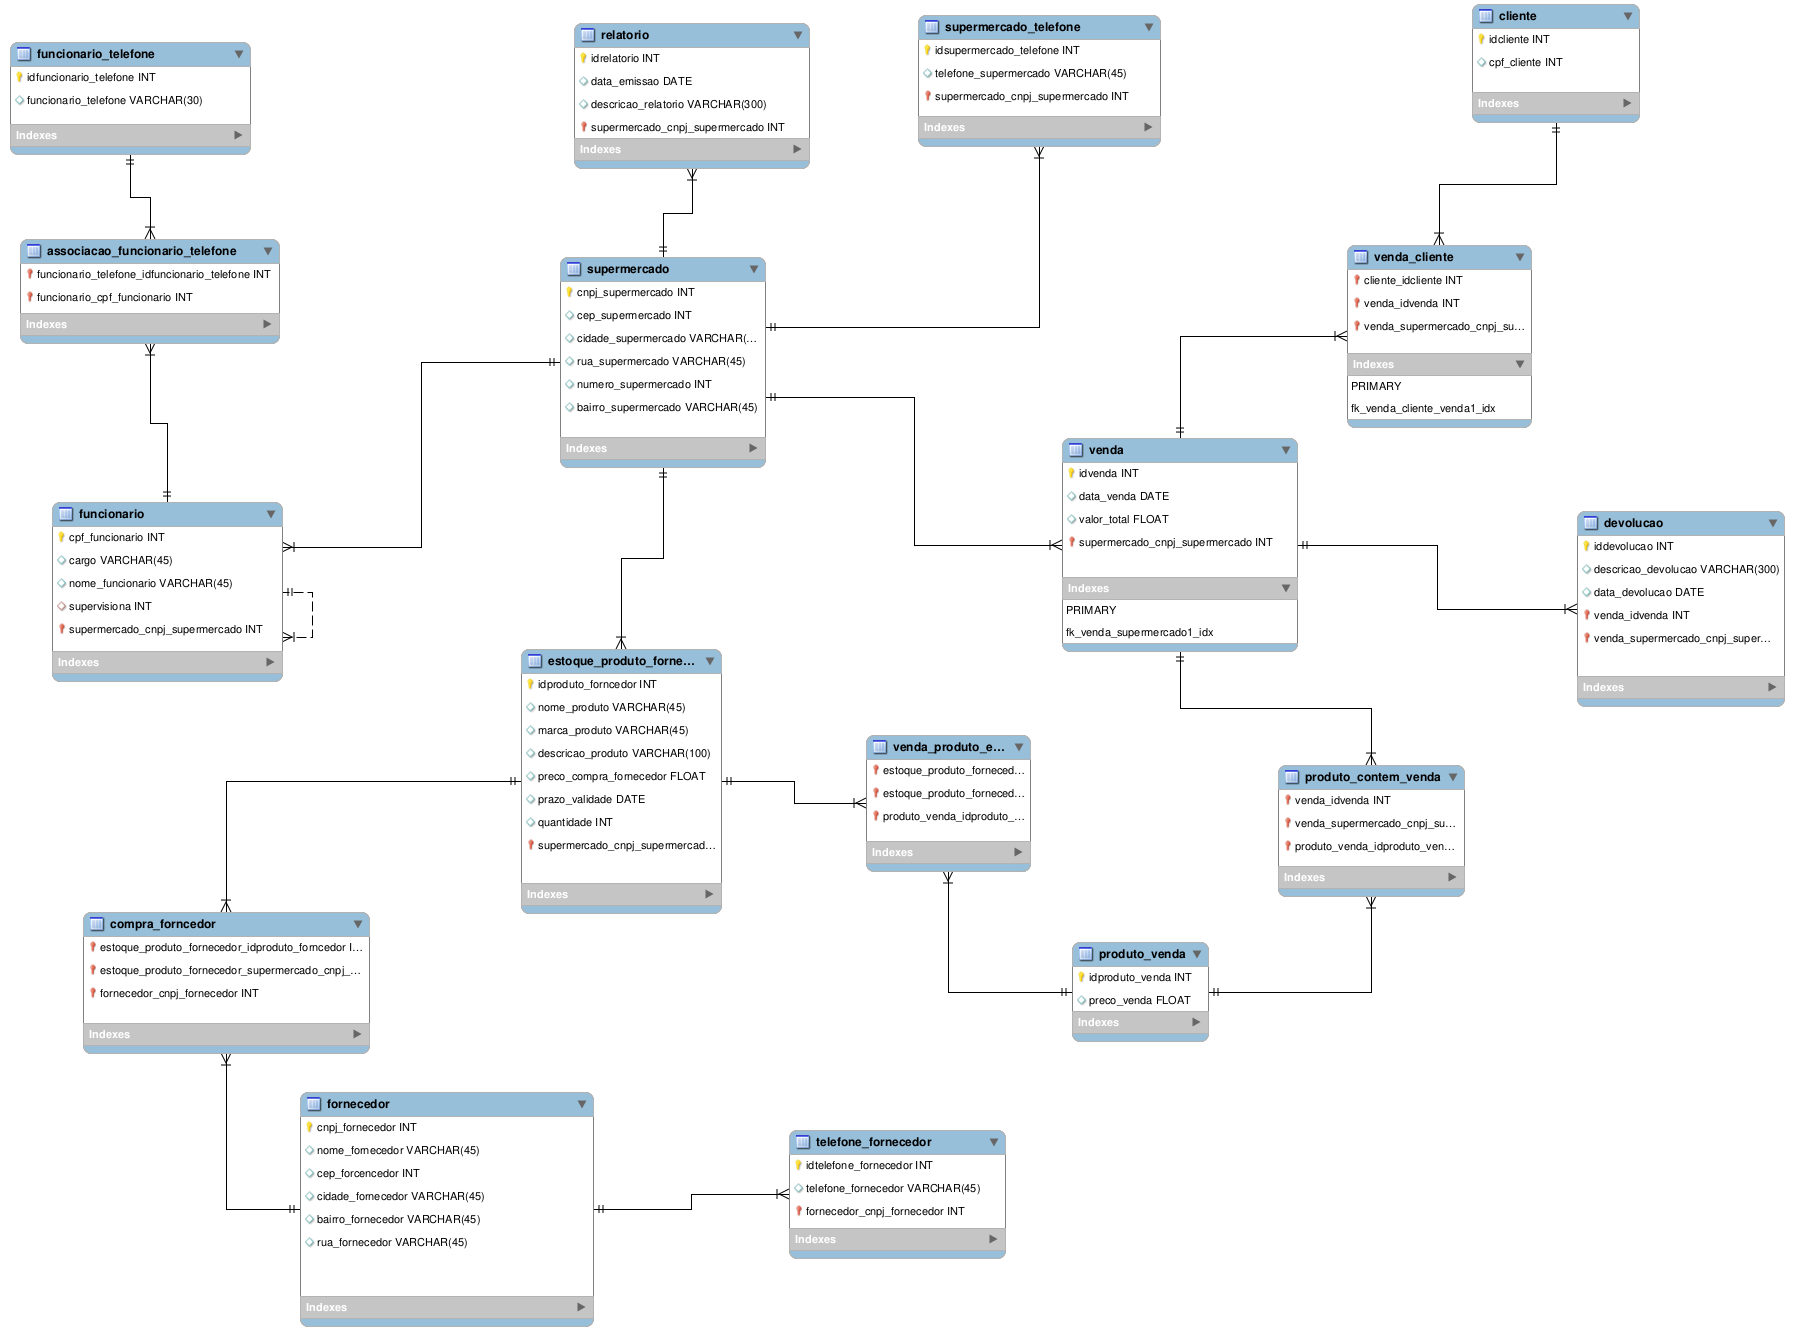 funcionario_telefone
idfuncionario_telefone INT
funcionario_telefone VARCHAR(30)
Indexes
relatorio
idrelatorio INT
data_emissao DATE
descricao_relatorio VARCHAR(300)
supermercado_cnpj_supermercado INT
Indexes
supermercado_telefone
idsupermercado_telefone INT
telefone_supermercado VARCHAR(45)
supermercado_cnpj_supermercado INT
Indexes
cliente
idcliente INT
cpf_cliente INT
Indexes
associacao_funcionario_telefone
funcionario_telefone_idfuncionario_telefone INT
funcionario_cpf_funcionario INT
Indexes
supermercado
cnpj_supermercado INT
cep_supermercado INT
cidade_supermercado VARCHAR(...
rua_supermercado VARCHAR(45)
numero_supermercado INT
bairro_supermercado VARCHAR(45)
Indexes
venda_cliente
cliente_idcliente INT
venda_idvenda INT
venda_supermercado_cnpj_su...
Indexes
PRIMARY
fk_venda_cliente_venda1_idx
funcionario
cpf_funcionario INT
cargo VARCHAR(45)
nome_funcionario VARCHAR(45)
supervisiona INT
supermercado_cnpj_supermercado INT
Indexes
venda
idvenda INT
data_venda DATE
valor_total FLOAT
supermercado_cnpj_supermercado INT
Indexes
PRIMARY
fk_venda_supermercado1_idx
devolucao
iddevolucao INT
descricao_devolucao VARCHAR(300)
data_devolucao DATE
venda_idvenda INT
venda_supermercado_cnpj_super...
Indexes
estoque_produto_forne...
idproduto_forncedor INT
nome_produto VARCHAR(45)
marca_produto VARCHAR(45)
descricao_produto VARCHAR(100)
preco_compra_fornecedor FLOAT
prazo_validade DATE
quantidade INT
supermercado_cnpj_supermercad...
Indexes
venda_produto_e...
estoque_produto_forneced...
estoque_produto_forneced...
produto_venda_idproduto_...
Indexes
produto_contem_venda
venda_idvenda INT
venda_supermercado_cnpj_su...
produto_venda_idproduto_ven...
Indexes
compra_forncedor
estoque_produto_fornecedor_idproduto_forncedor I...
estoque_produto_fornecedor_supermercado_cnpj_...
fornecedor_cnpj_fornecedor INT
Indexes
produto_venda
idproduto_venda INT
preco_venda FLOAT
Indexes
fornecedor
cnpj_fornecedor INT
nome_fornecedor VARCHAR(45)
cep_forcencedor INT
cidade_fornecedor VARCHAR(45)
bairro_fornecedor VARCHAR(45)
rua_fornecedor VARCHAR(45)
Indexes
telefone_fornecedor
idtelefone_fornecedor INT
telefone_fornecedor VARCHAR(45)
fornecedor_cnpj_fornecedor INT
Indexes